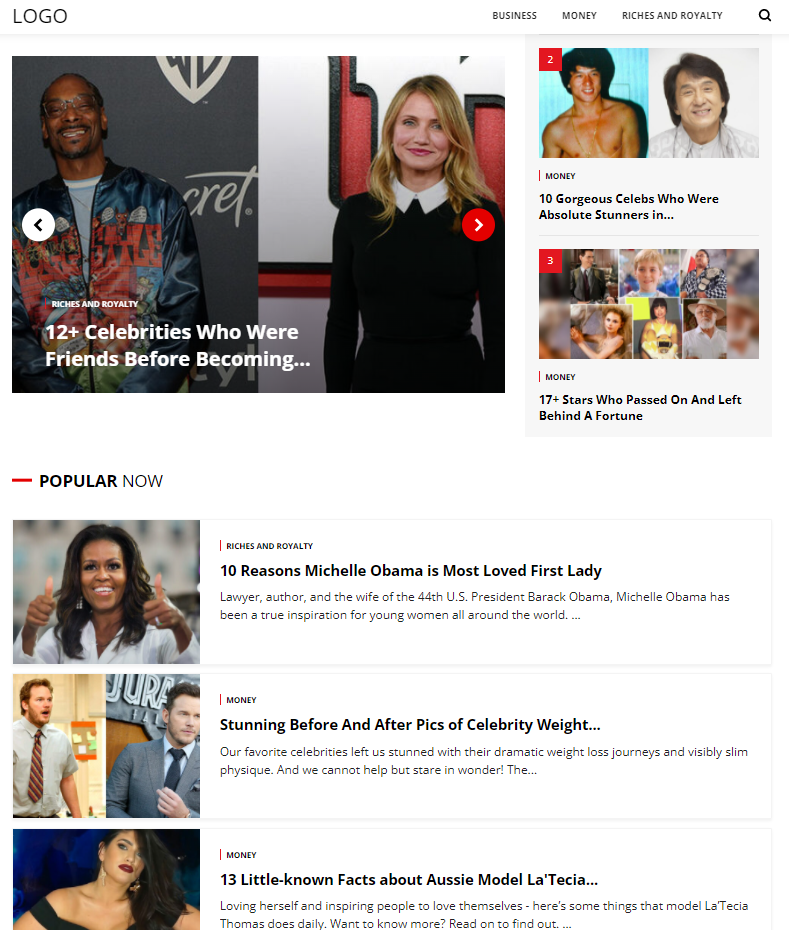 LOGO
BUSINESS MONEY RICHES AND ROYALTY
cret.
RICHES AND ROYALTY
12+ Celebrities Who Were
Friends Before Becoming...
2
MONEY
10 Gorgeous Celebs Who Were
Absolute Stunners in...
3
MONEY
17+ Stars Who Passed On And Left
Behind A Fortune
POPULAR NOW
RICHES AND ROYALTY
10 Reasons Michelle Obama is Most Loved First Lady
Lawyer, author, and the wife of the 44th U.S. President Barack Obama, Michelle Obama has
been a true inspiration for young women all around the world. ...
JURA
MONEY
Stunning Before And After Pics of Celebrity Weight...
Our favorite celebrities left us stunned with their dramatic weight loss journeys and visibly slim
physique. And we cannot help but stare in wonder! The...
MONEY
13 Little-known Facts about Aussie Model La'Tecia...
Loving herself and inspiring people to love themselves - here's some things that model La'Tecia
Thomas does daily. Want to know more? Read on to find out. ...